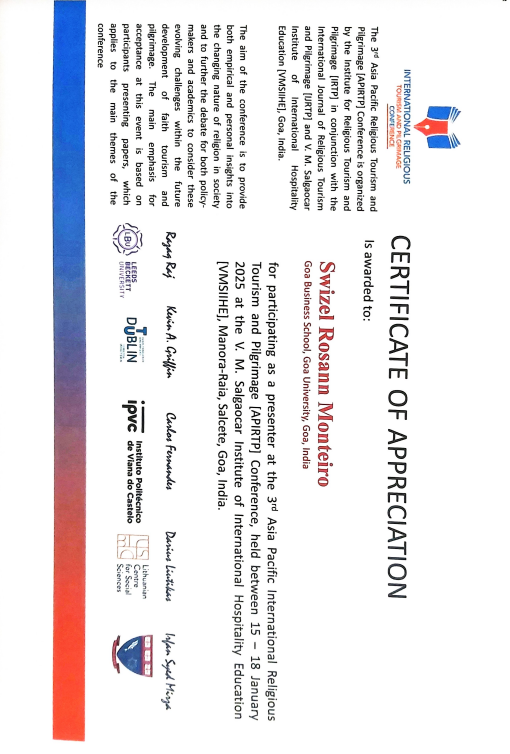 INTERNATIONAL RELIGIOUS
TOURISM AND PILGRIMAGE
CONFERENCE
The 3rd Asia Pacific Religious Tourism and
Pilgrimage [APIRTP] Conference is organized
by the Institute for Religious Tourism and
Pilgrimage [IRTP] in conjunction with the
International Journal of Religious Tourism
and Pilgrimage [IJRTP] and V. M. Salgaocar
Institute of International Hospitality
Education [VMSIIHE], Goa, India.
The aim of the conference is to provide
both empirical and personal insights into
the changing nature of religion in society
and to further the debate for both policy-
makers and academics to consider these
evolving challenges within the future
development of faith tourism and
pilgrimage. The main emphasis for
acceptance at this event is based on
participants presenting papers, which
applies to the main themes of the
conference
CERTIFICATE OF APPRECIATION
Is awarded to:
Swizel Rosann Monteiro
Goa Business School, Goa University, Goa, India
for participating as a presenter at the 3rd Asia Pacific International Religious
Tourism and Pilgrimage [APIRTP] Conference, held between 15 – 18 January
2025 at the V. M. Salgaocar Institute of International Hospitality Education
[VMSIIHE], Manora-Raia, Salcete, Goa, India.
Razaq Raj
Kevin A. Griffin
Carlos Fernandes
Darius Liutikas
Irfan Syed Mirza
LBU
LEEDS
BECKETT
UNIVERSITY
DUBLIN
ipvc
Instituto Politécnico
de Viana do Castelo
Lithuanian
Centre
for Social
Sciences